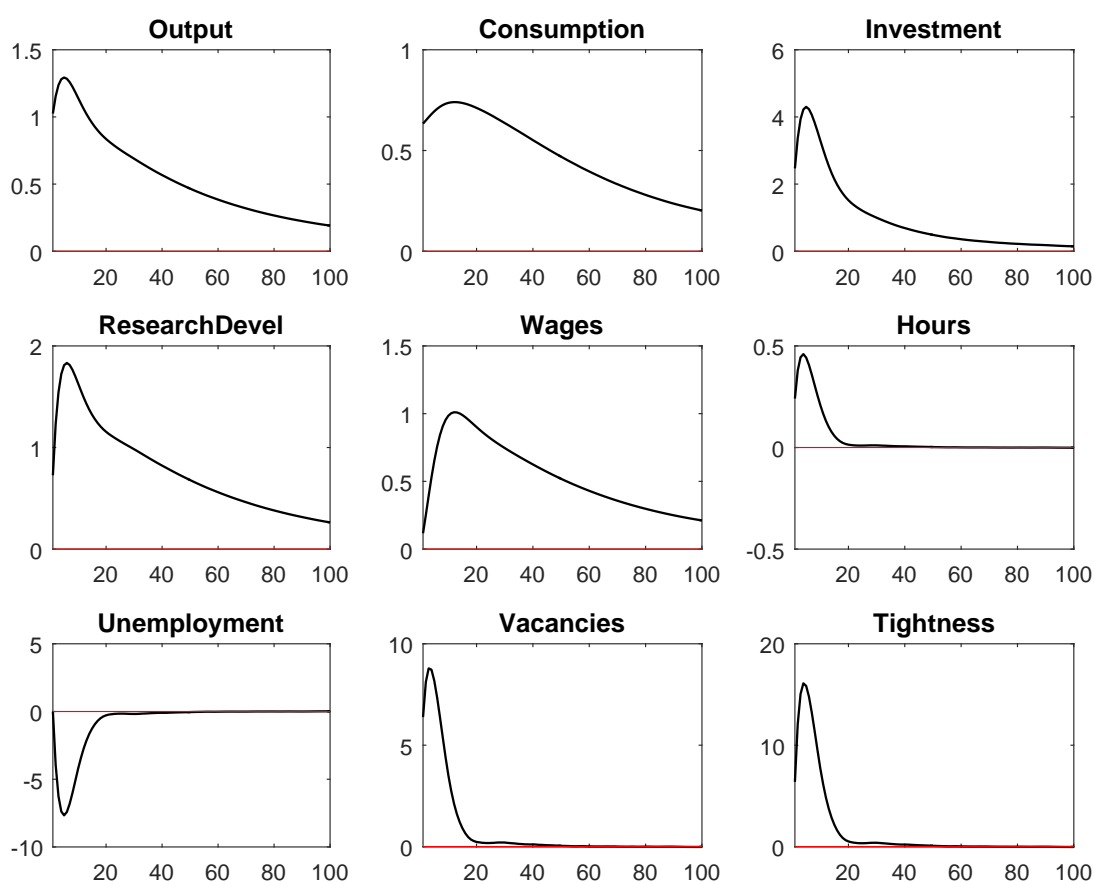 Output Consumption Investment
1.5 1 6
1 4
0.5 0.5 2
0 0 0
20 40 60 80 100 20 40 60 80 100 20 40 60 80 100
ResearchDevel Wages Hours
2 1.5 0.5
1 1 0
0.5
0 0 -0.5
20 40 60 80 100 20 40 60 80 100 20 40 60 80 100
Unemployment Vacancies Tightness
5 10 20
0
5 10
-5
-10 0 0
20 40 60 80 100 20 40 60 80 100 20 40 60 80 100